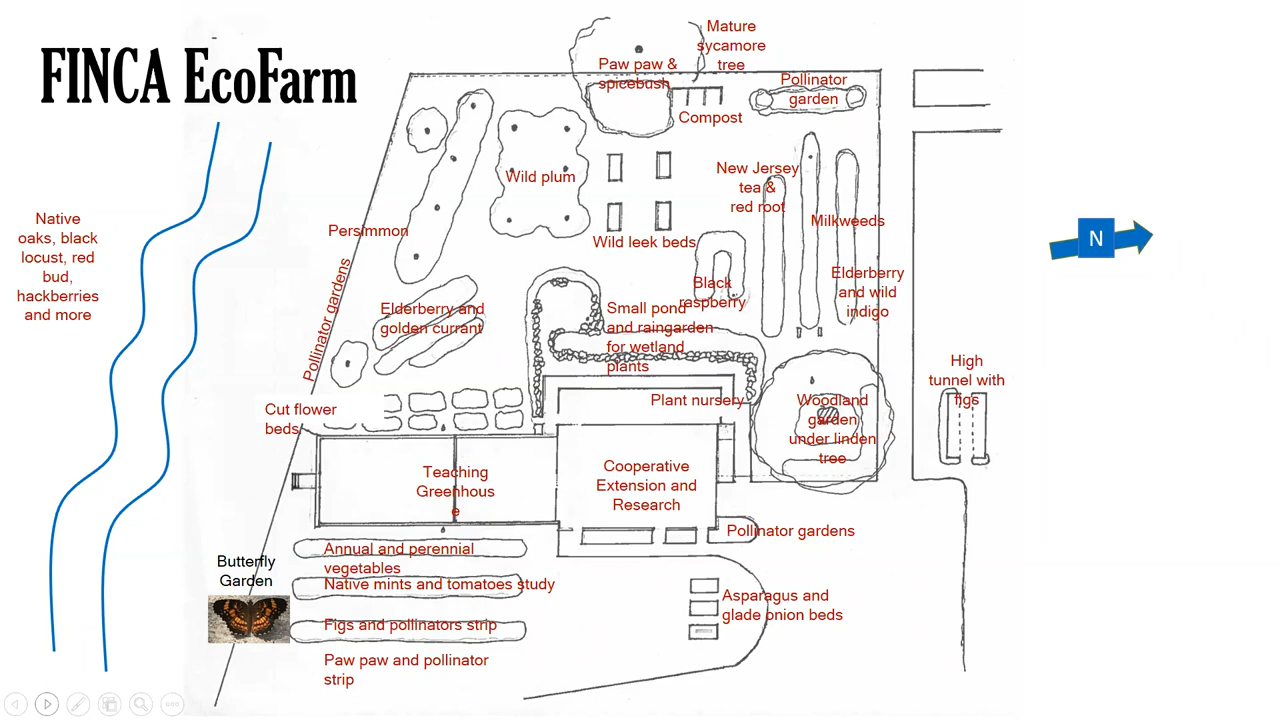 FINCA EcoFarm
Mature
sycamore
tree
Paw paw &
spicebush
Compost
Pollinator
garden
Wild plum
New Jersey
tea &
red root
Milkweeds
Native
oaks, black
locust, red
bud,
hackberries
and more
Persimmon
Wild leek beds
N
Black
raspberry
Elderberry
and wild
indigo
Pollinator gardens
Elderberry and
golden currant
Small pond
and raingarden
for wetland
plants
High
tunnel with
figs
Cut flower
beds
Plant nursery
Woodland
garden
under linden
tree
Teaching
Greenhous
e
Cooperative
Extension and
Research
Pollinator gardens
Butterfly
Garden
Annual and perennial
vegetables
Native mints and tomatoes study
Figs and pollinators strip
Paw paw and pollinator
strip
Asparagus and
glade onion beds